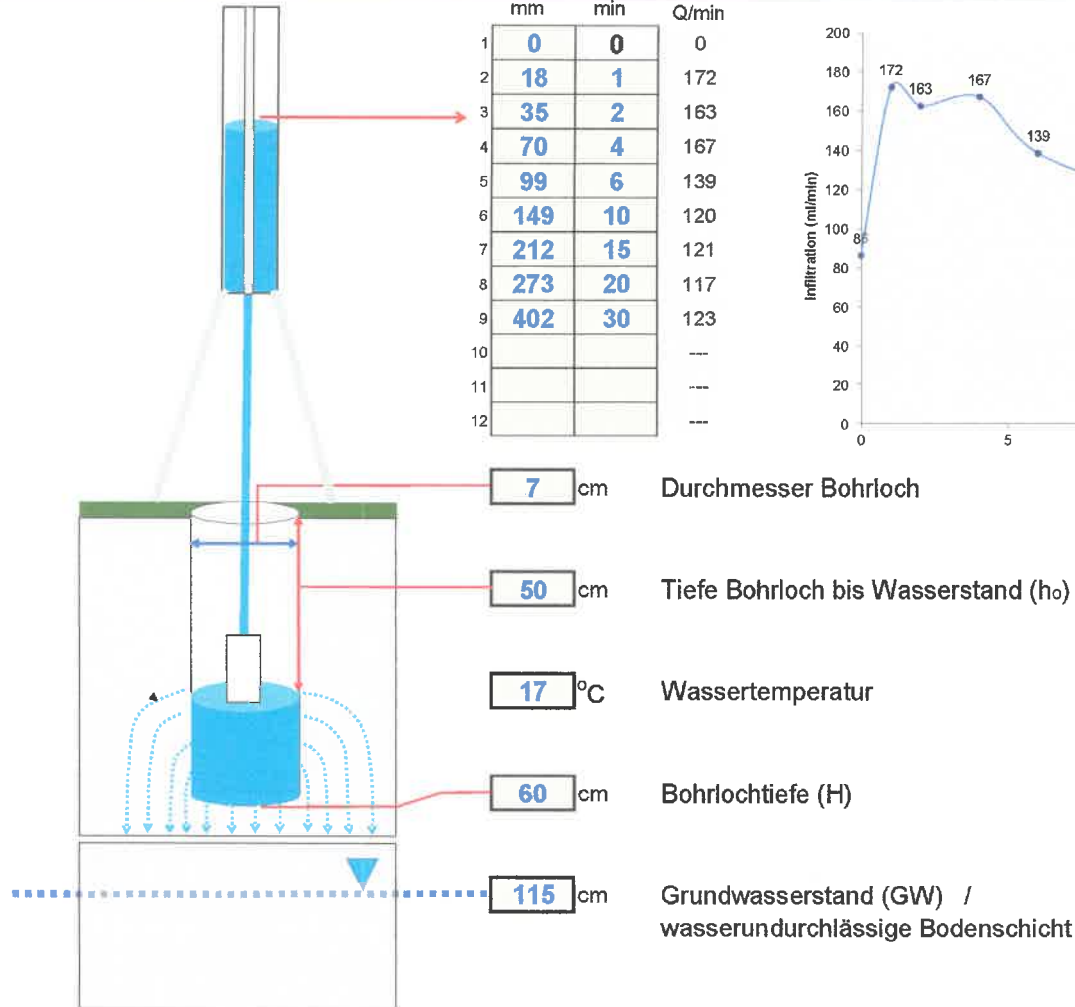 mm min Q/min
1 0 0 0
2 18 1 172
3 35 2 163
4 70 4 167
5 99 6 139
6 149 10 120
7 212 15 121
8 273 20 117
9 402 30 123
10 ---
11 ---
12 ---
Infiltration (ml/min)
200
180
160
140
120
100
80
60
40
20
0
0 5
86
172
163
167
139
7 cm Durchmesser Bohrloch
50 cm Tiefe Bohrloch bis Wasserstand (ho)
17 °C Wassertemperatur
60 cm Bohrlochtiefe (H)
115 cm Grundwasserstand (GW) /
wasserundurchlässige Bodenschicht